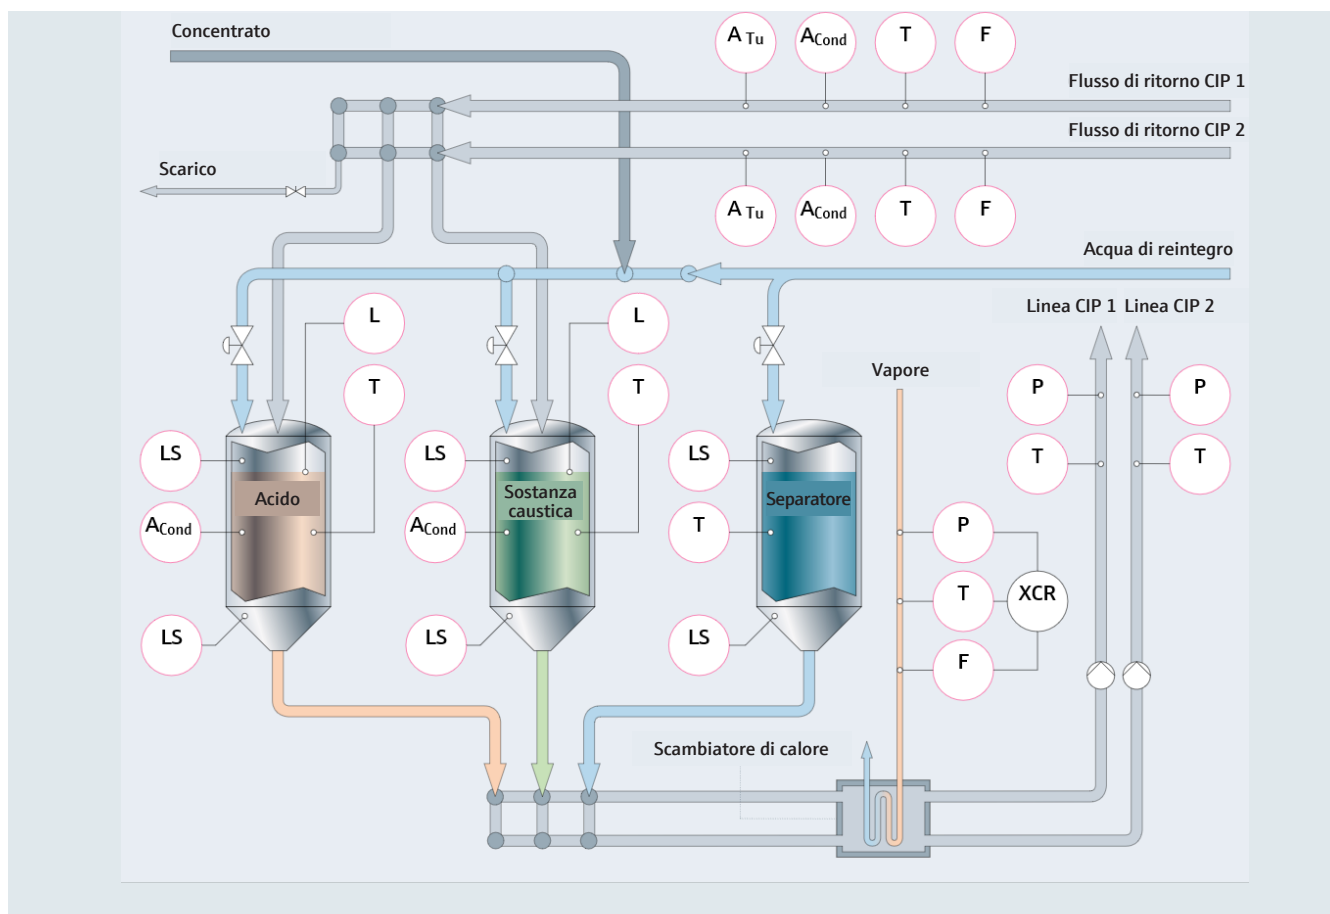 Concentrato
A Tu
ACond
T
F
Flusso di ritorno CIP 1
Flusso di ritorno CIP 2
Scarico
A Tu
ACond
T
F
Acqua di reintegro
Linea CIP 1
Linea CIP 2
L
L
Vapore
T
T
P
P
LS
LS
LS
T
T
Acido
Sostanza
caustica
Separatore
ACond
ACond
T
P
T
XCR
LS
LS
LS
F
Scambiatore di calore